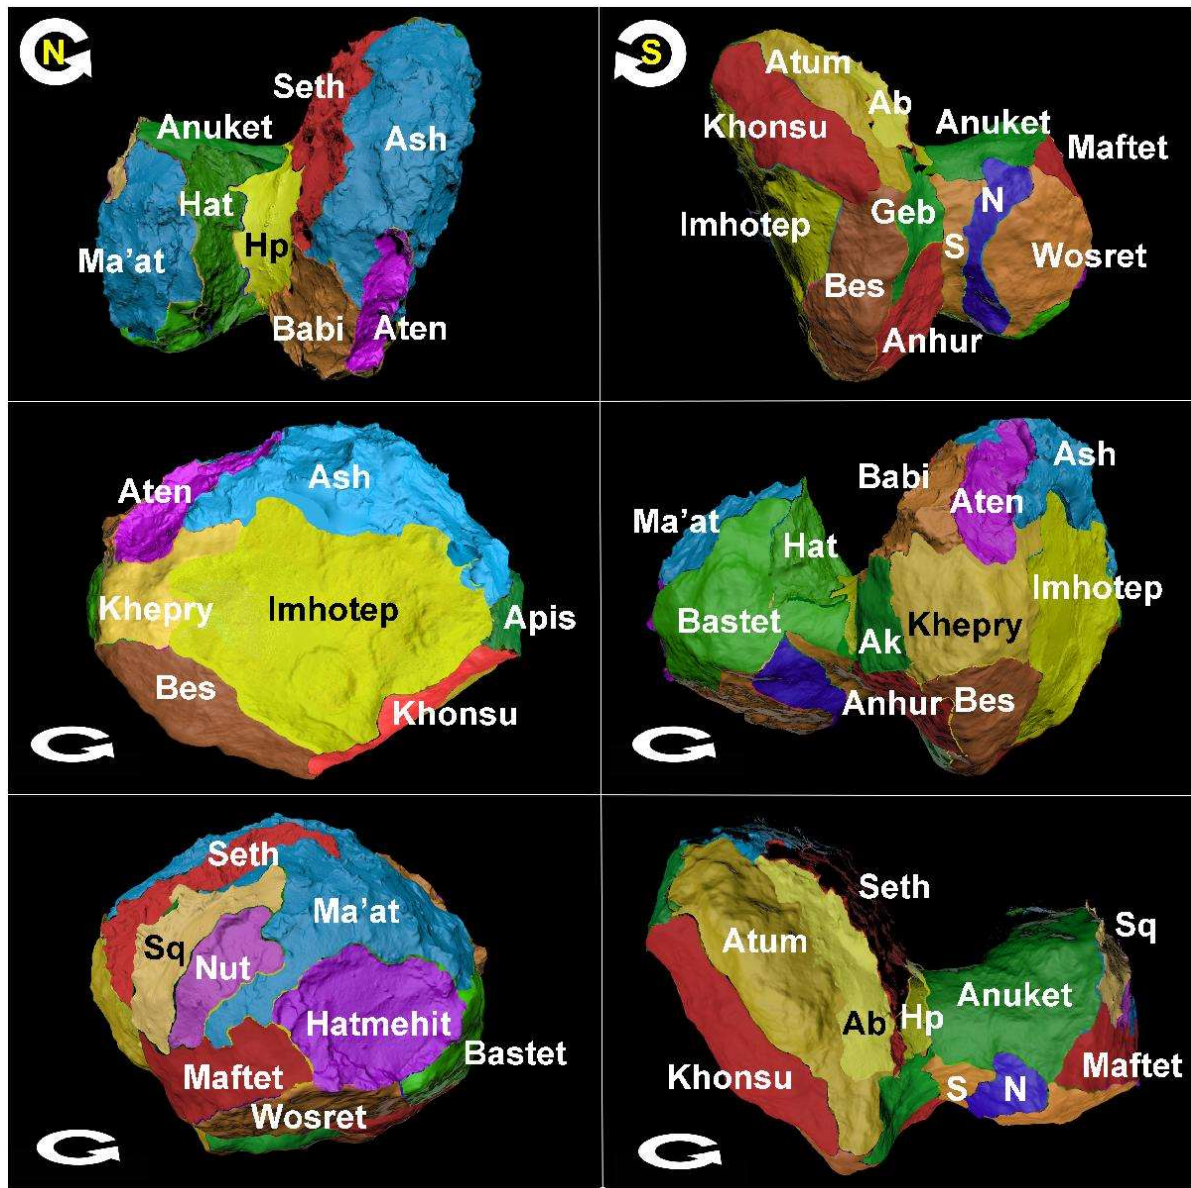 N
Seth
Ash
Anuket
Hat
Hp
Ma'at
Babi
Aten
S
Atum
Ab
Khonsu
Anuket
Maftet
N
Imhotep
Geb
S
Wosret
Bes
Anhur
Aten
Ash
Khepry
Imhotep
Apis
Bes
Khonsu
Babi
Ash
Aten
Ma'at
Hat
Imhotep
Bastet
Ak
Khepry
Anhur
Bes
Seth
Ma'at
Sq
Nut
Hatmehit
Bastet
Maftet
Wosret
Seth
Sq
Atum
Anuket
Ab
Hp
Khonsu
Maftet
S
N